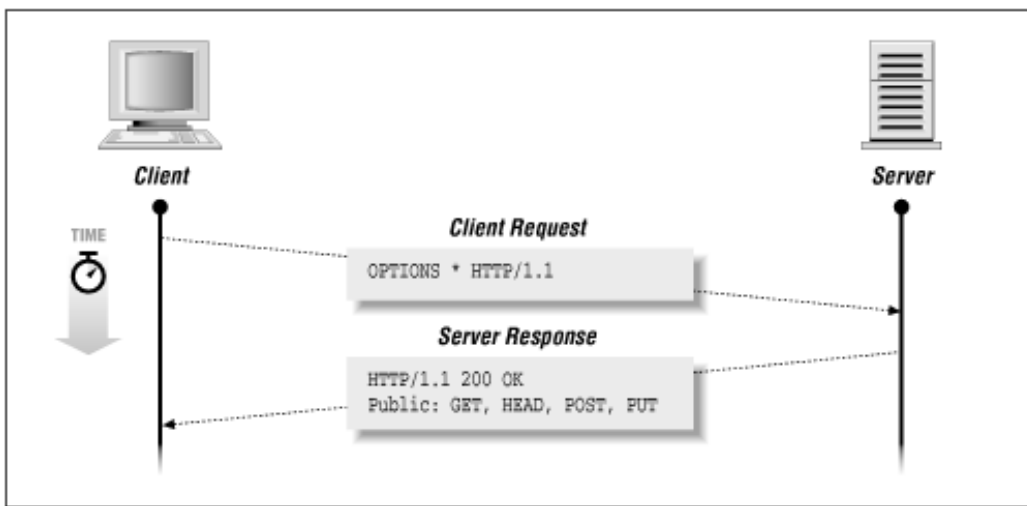 Client
Server
TIME
Client Request
OPTIONS * HTTP/1.1
Server Response
HTTP/1.1 200 OK
Public: GET, HEAD, POST, PUT